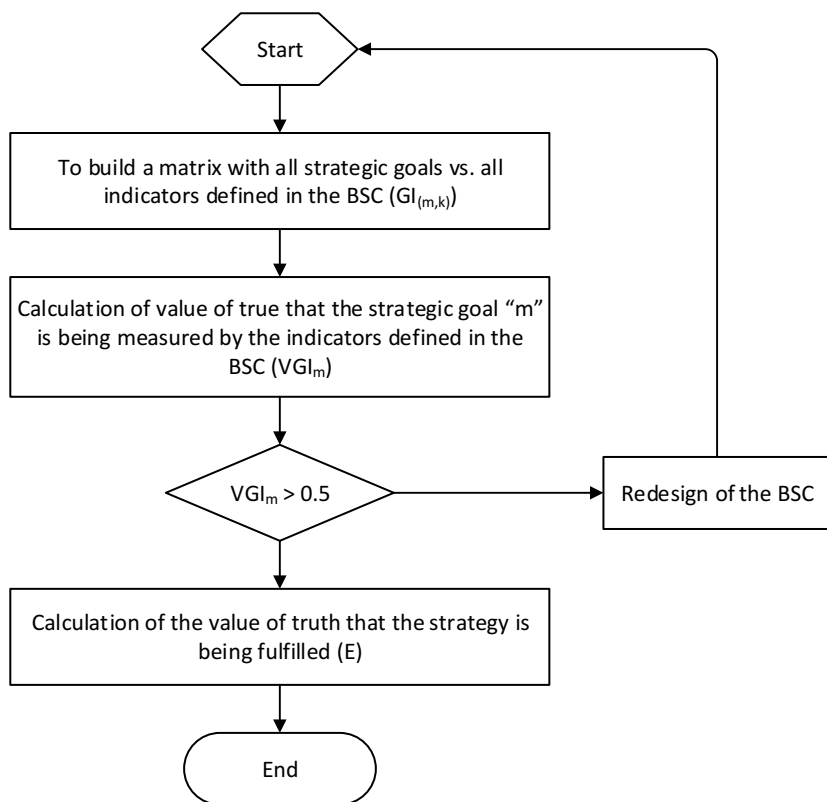 Start
To build a matrix with all strategic goals vs. all
indicators defined in the BSC (GI(m,k))
Calculation of value of true that the strategic goal “m”
is being measured by the indicators defined in the
BSC (VGIm)
VGIm > 0.5
Redesign of the BSC
Calculation of the value of truth that the strategy is
being fulfilled (E)
End